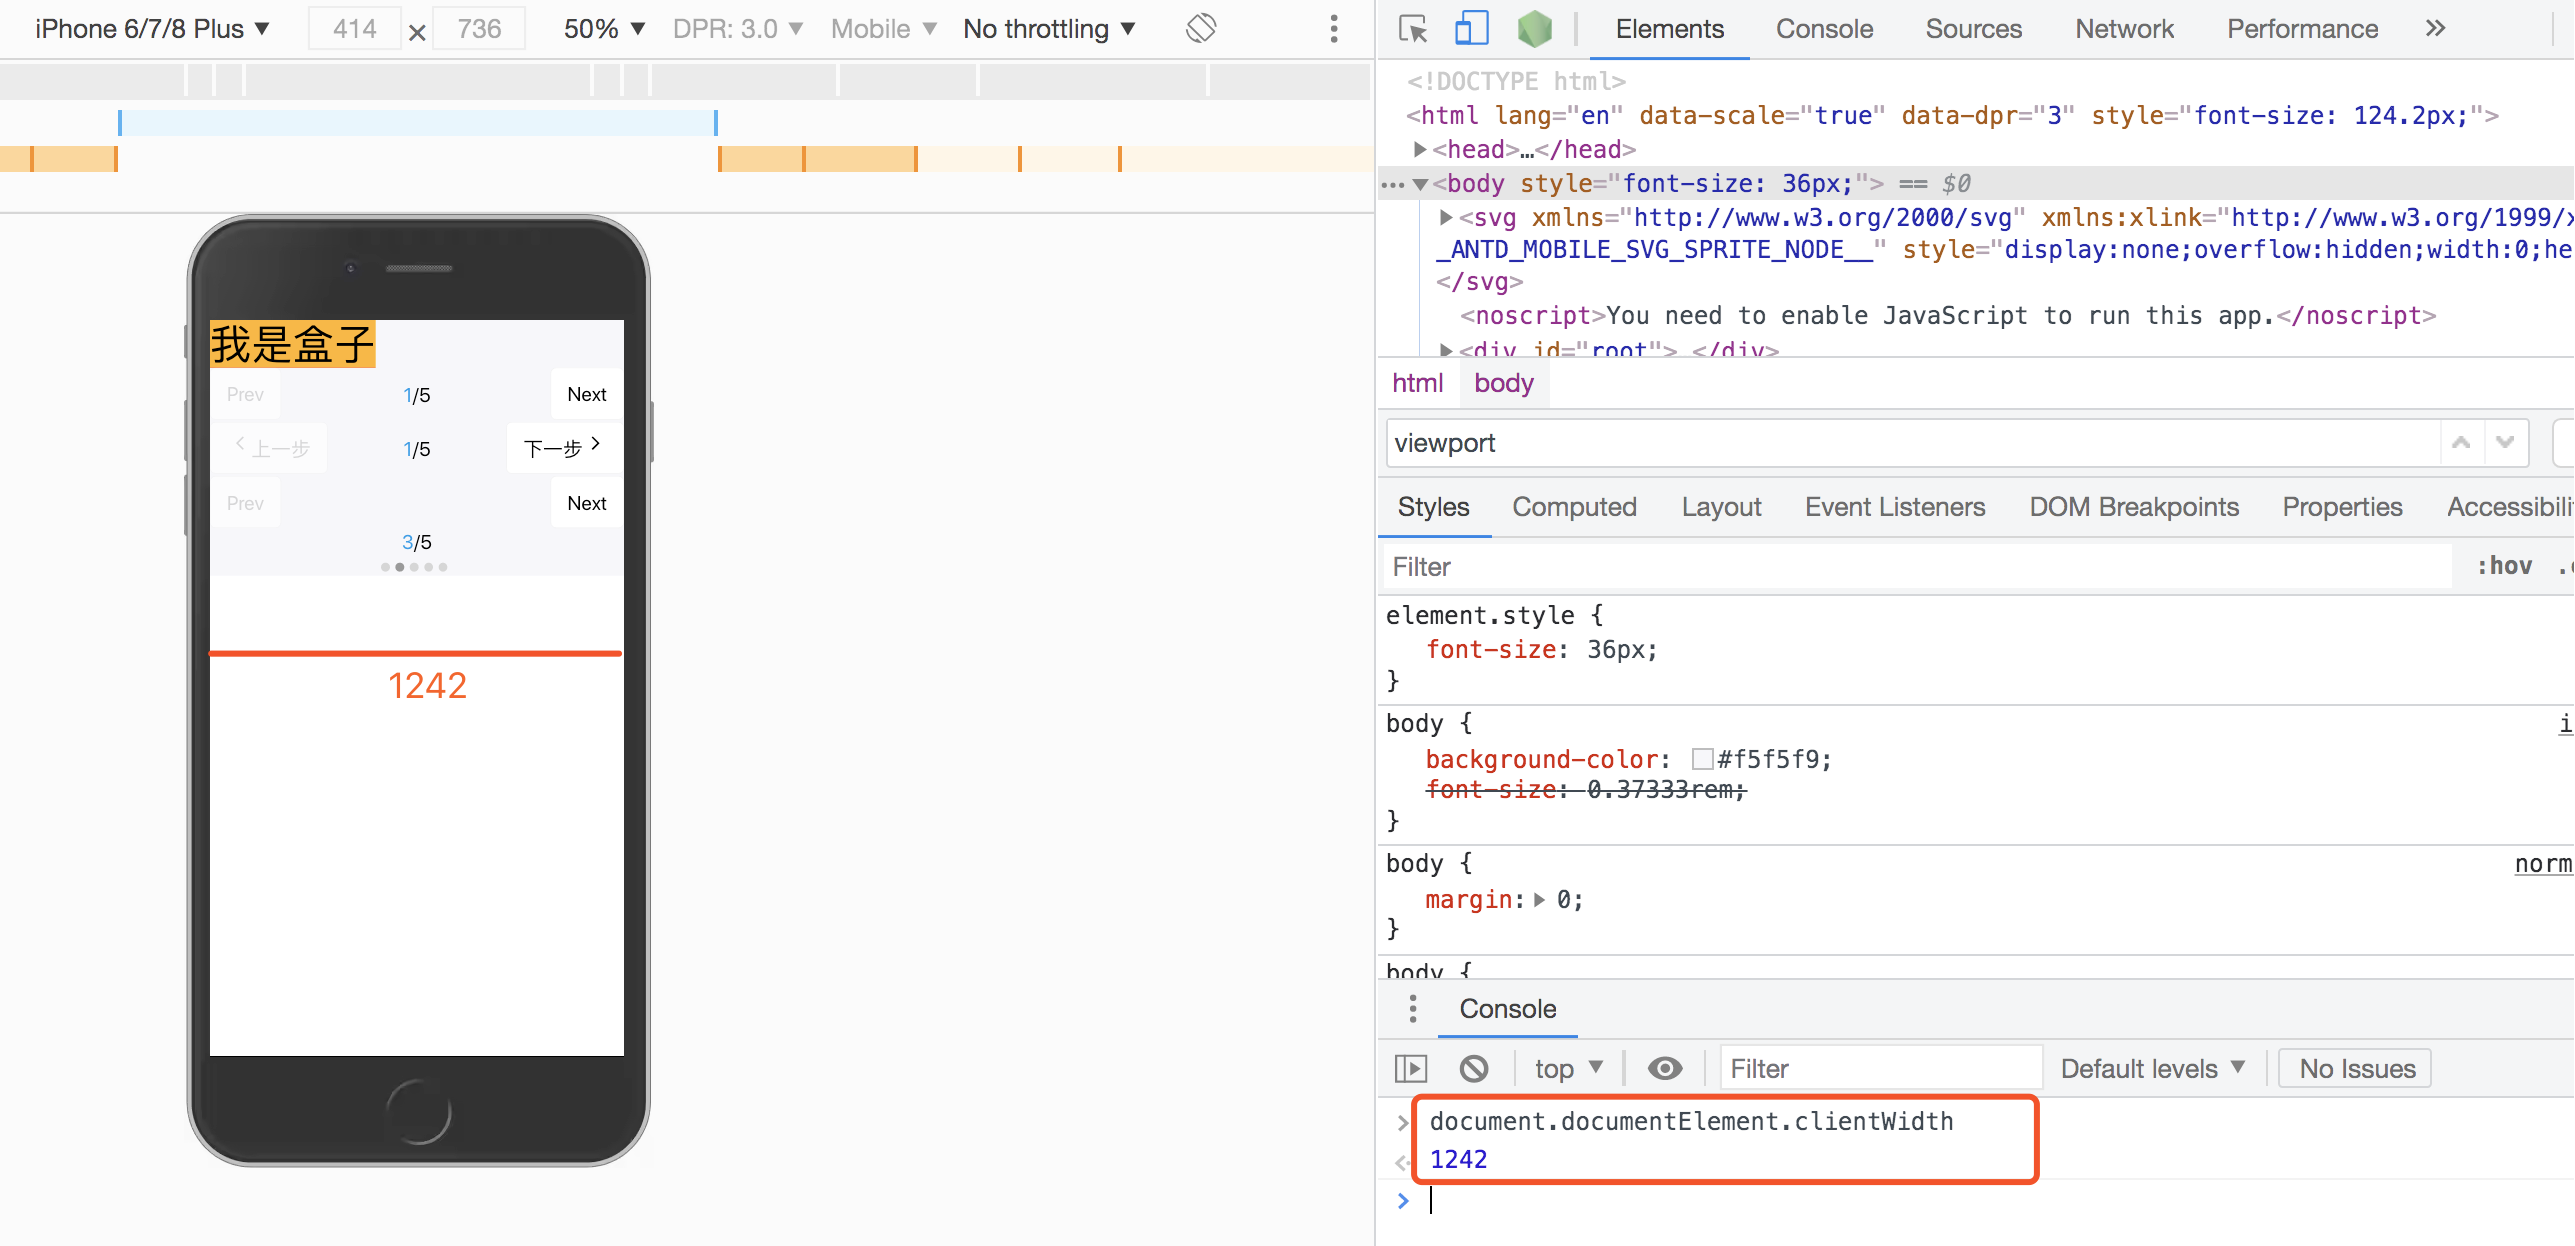 iPhone 6/7/8 Plus ▼ 414 × 736 50% ▼ DPR: 3.0 ▼ Mobile ▼ No throttling ▼
我是盒子
Prev 1/5 Next
上一步 1/5 下一步
Prev Next
3/5
1242
Elements Console Sources Network Performance »
<!DOCTYPE html>
<html lang="en" data-scale="true" data-dpr="3" style="font-size: 124.2px;">
▶<head>…</head>
…▼<body style="font-size: 36px;"> == $0
▶<svg xmlns="http://www.w3.org/2000/svg" xmlns:xlink="http://www.w3.org/1999/x
_ANTD_MOBILE_SVG_SPRITE_NODE__" style="display:none;overflow:hidden;width:0;he
</svg>
<noscript>You need to enable JavaScript to run this app.</noscript>
▶<div id="root"> </div>
html body
viewport
Styles Computed Layout Event Listeners DOM Breakpoints Properties Accessibili
Filter :hov
element.style {
font-size: 36px;
}
body {
background-color: #f5f5f9;
font-size: 0.37333rem;
}
body { norm
margin:▶ 0;
}
body {
Console
top ▼ Filter Default levels ▼ No Issues
> document.documentElement.clientWidth
1242
>